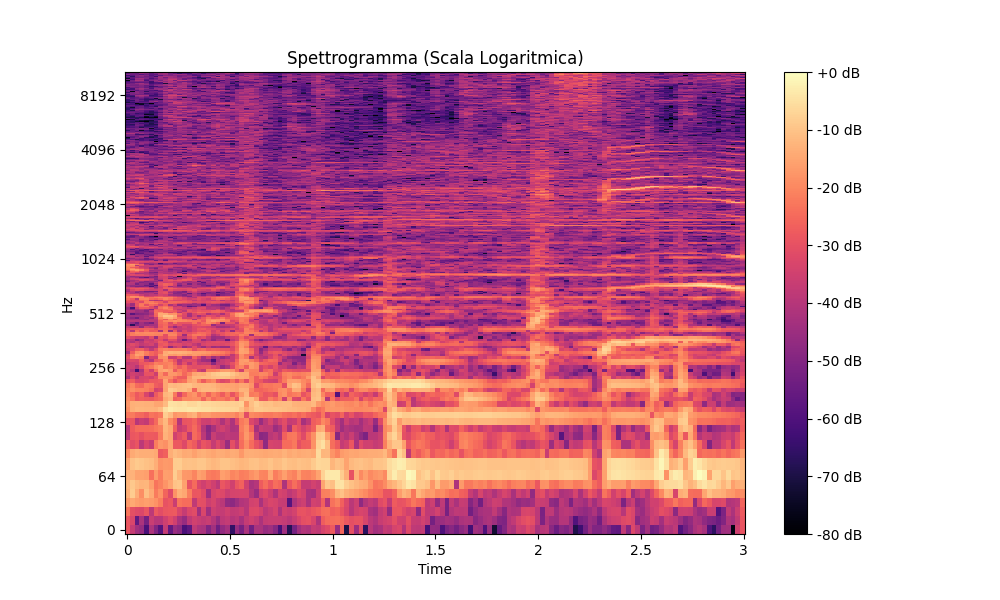 Spettrogramma (Scala Logaritmica)
Hz
8192
4096
2048
1024
512
256
128
64
0
0
0.5
1
1.5
2
2.5
3
Time
+0 dB
-10 dB
-20 dB
-30 dB
-40 dB
-50 dB
-60 dB
-70 dB
-80 dB